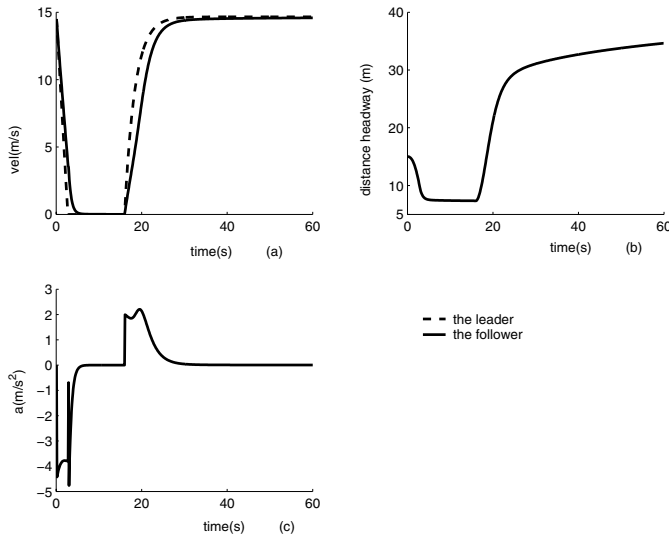 15
10
5
0
vel(m/s)
0 20 40 60
time(s) (a)
40
30
20
10
5
distance headway (m)
0 20 40 60
time(s) (b)
3
2
1
0
−1
−2
−3
−4
−5
a(m/s²)
0 20 40 60
time(s) (c)
the leader
the follower